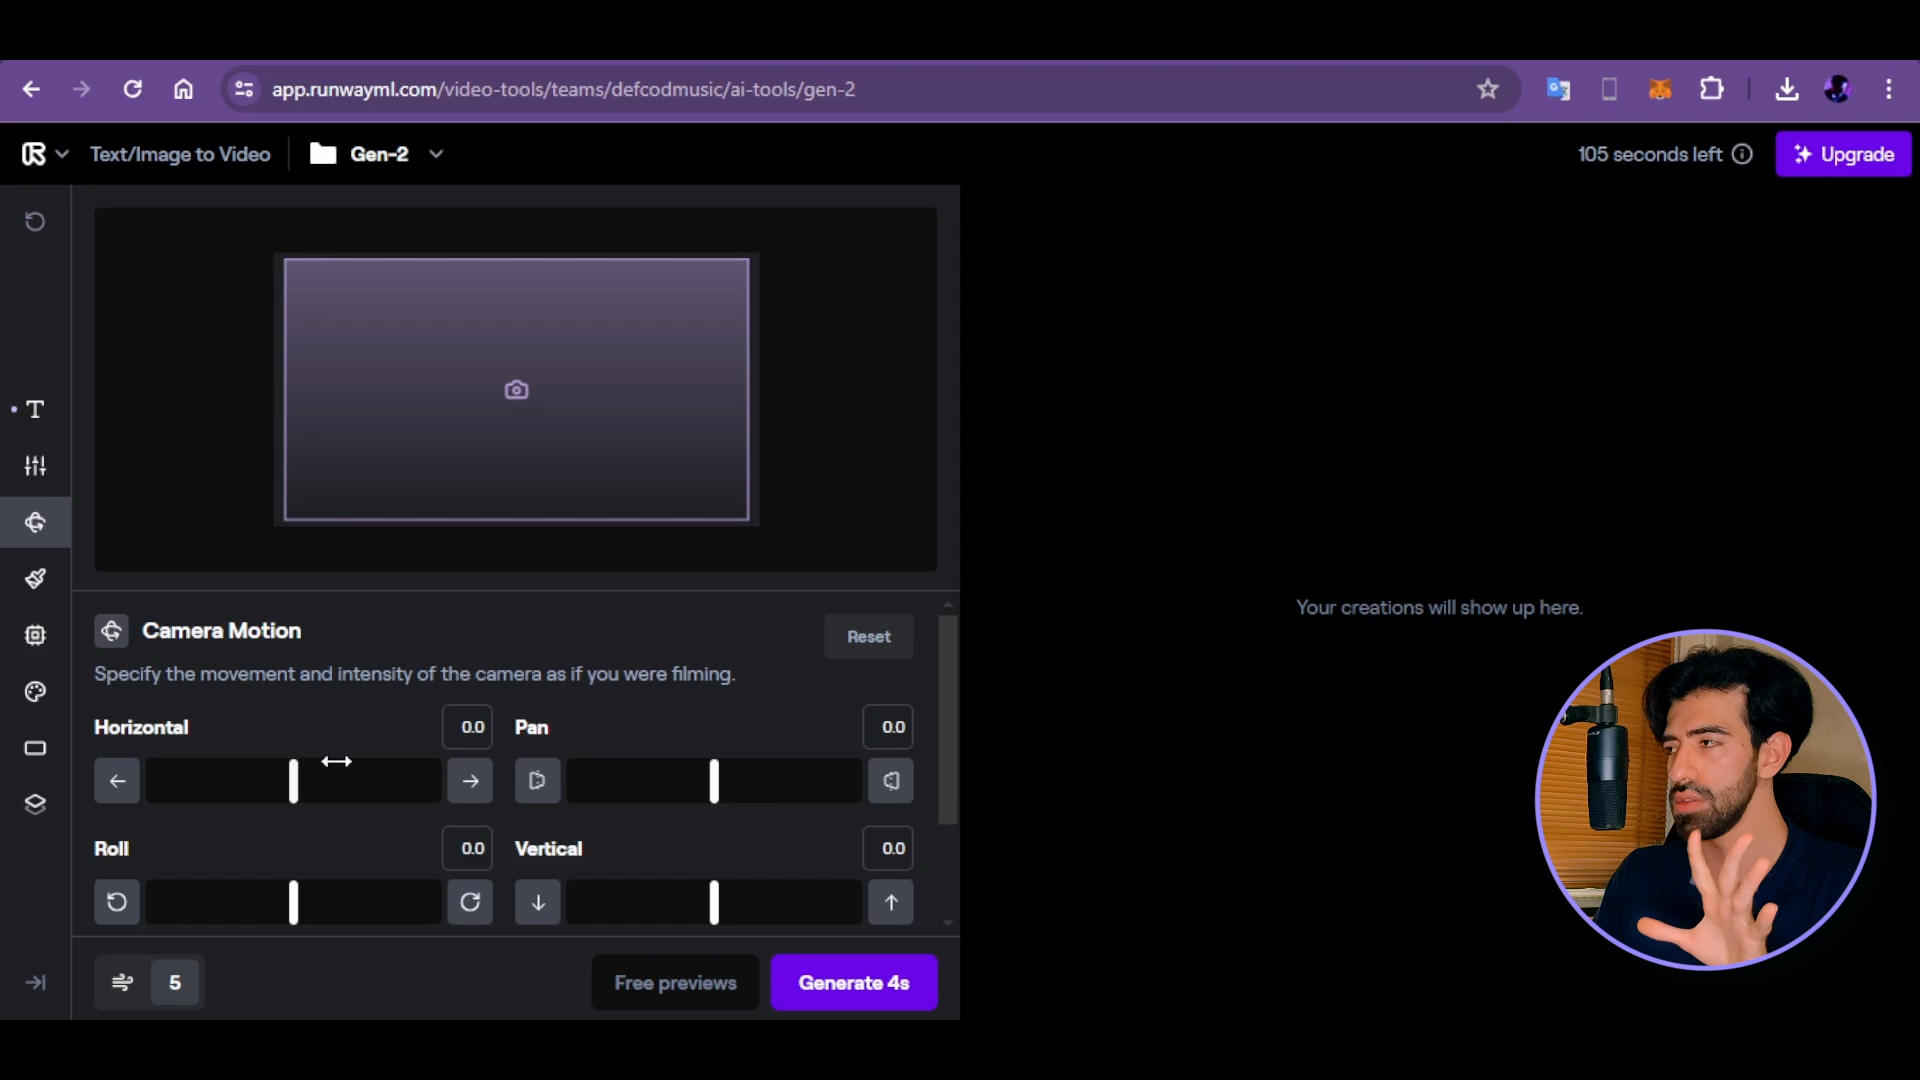 app.runwayml.com/video-tools/teams/defcodmusic/ai-tools/gen-2
Text/Image to Video
Gen-2
105 seconds left
Upgrade
T
Your creations will show up here.
Camera Motion
Reset
Specify the movement and intensity of the camera as if you were filming.
Horizontal
0.0
Pan
0.0
Roll
0.0
Vertical
0.0
5
Free previews
Generate 4s